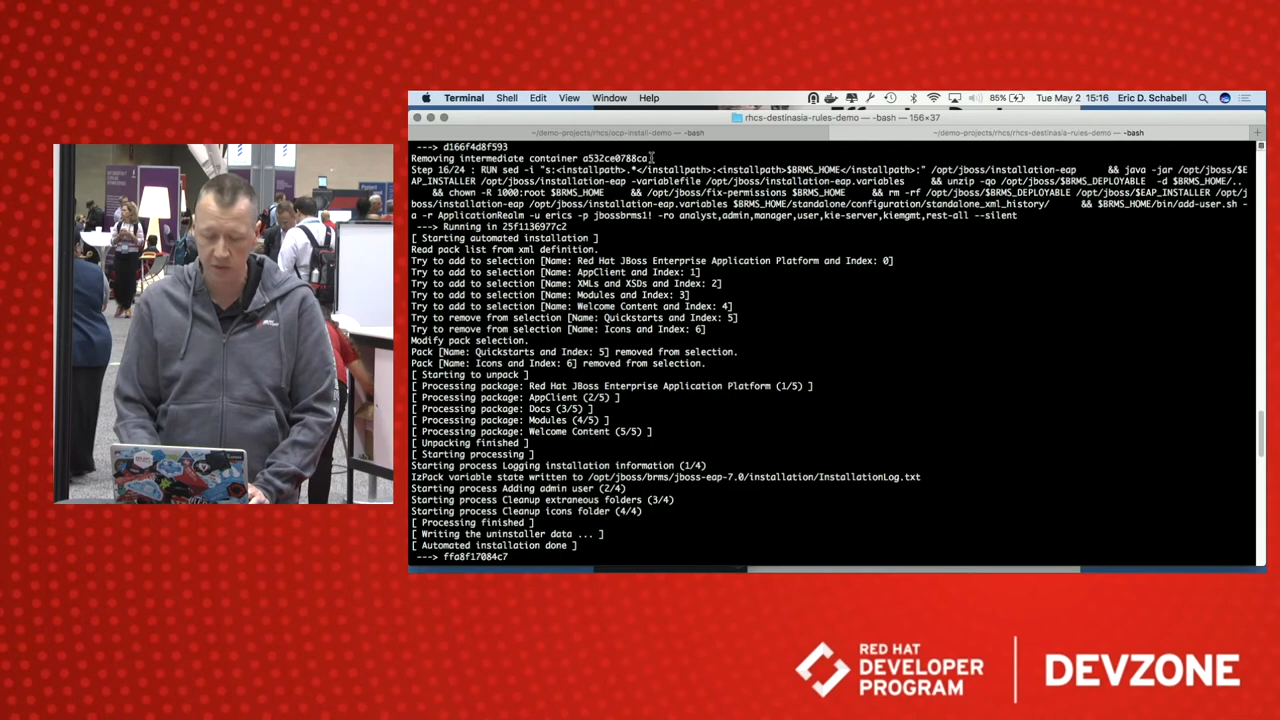 Terminal Shell Edit View Window Help 85% Tue May 2 15:16 Eric D. Schabell
rhcs-destinasia-rules-demo — -bash — 156×37
~/demo-projects/rhcs/ocp-install-demo — -bash
~/demo-projects/rhcs/rhcs-destinasia-rules-demo — -bash
---> d166f4d8f593
Removing intermediate container a532ce0788ca
Step 16/24 : RUN sed -i "s:<installpath>.*</installpath>:<installpath>$BRMS_HOME</installpath>:" /opt/jboss/installation-eap && java -jar /opt/jboss/$E
AP_INSTALLER /opt/jboss/installation-eap -variablefile /opt/jboss/installation-eap.variables && unzip -qo /opt/jboss/$BRMS_DEPLOYABLE -d $BRMS_HOME/..
&& chown -R 1000:root $BRMS_HOME && /opt/jboss/fix-permissions $BRMS_HOME && rm -rf /opt/jboss/$BRMS_DEPLOYABLE /opt/jboss/$EAP_INSTALLER /opt/j
boss/installation-eap /opt/jboss/installation-eap.variables $BRMS_HOME/standalone/configuration/standalone_xml_history/ && $BRMS_HOME/bin/add-user.sh -
a -r ApplicationRealm -u erics -p jbossbrms1! -ro analyst,admin,manager,user,kie-server,kiemgmt,rest-all --silent
---> Running in 25f1136977c2
[ Starting automated installation ]
Read pack list from xml definition.
Try to add to selection [Name: Red Hat JBoss Enterprise Application Platform and Index: 0]
Try to add to selection [Name: AppClient and Index: 1]
Try to add to selection [Name: XMLs and XSDs and Index: 2]
Try to add to selection [Name: Modules and Index: 3]
Try to add to selection [Name: Welcome Content and Index: 4]
Try to remove from selection [Name: Quickstarts and Index: 5]
Try to remove from selection [Name: Icons and Index: 6]
Modify pack selection.
Pack [Name: Quickstarts and Index: 5] removed from selection.
Pack [Name: Icons and Index: 6] removed from selection.
[ Starting to unpack ]
[ Processing package: Red Hat JBoss Enterprise Application Platform (1/5) ]
[ Processing package: AppClient (2/5) ]
[ Processing package: Docs (3/5) ]
[ Processing package: Modules (4/5) ]
[ Processing package: Welcome Content (5/5) ]
[ Unpacking finished ]
[ Starting processing ]
Starting process Logging installation information (1/4)
IzPack variable state written to /opt/jboss/brms/jboss-eap-7.0/installation/InstallationLog.txt
Starting process Adding admin user (2/4)
Starting process Cleanup extraneous folders (3/4)
Starting process Cleanup icons folder (4/4)
[ Processing finished ]
[ Writing the uninstaller data ... ]
[ Automated installation done ]
---> ffa8f17084c7
RED HAT
DEVELOPER
PROGRAM
DEVZONE